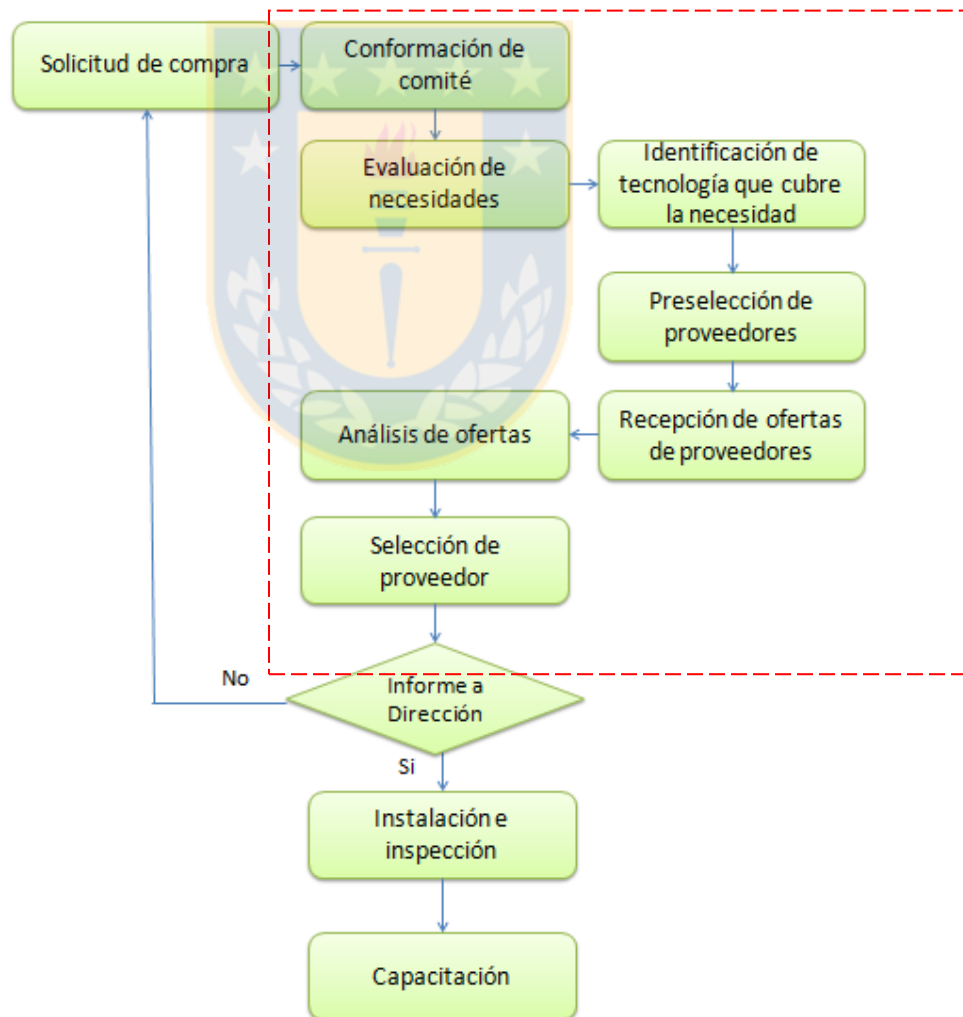 Solicitud de compra
Conformación de
comité
Evaluación de
necesidades
Identificación de
tecnología que cubre
la necesidad
Preselección de
proveedores
Recepción de ofertas
de proveedores
Análisis de ofertas
Selección de
proveedor
Informe a
Dirección
No
Si
Instalación e
inspección
Capacitación